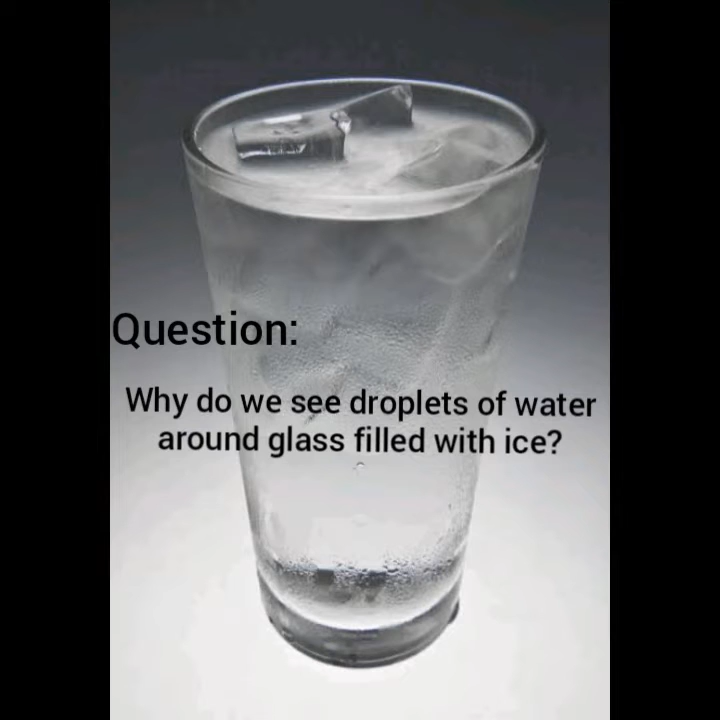 Question:
Why do we see droplets of water
around glass filled with ice?